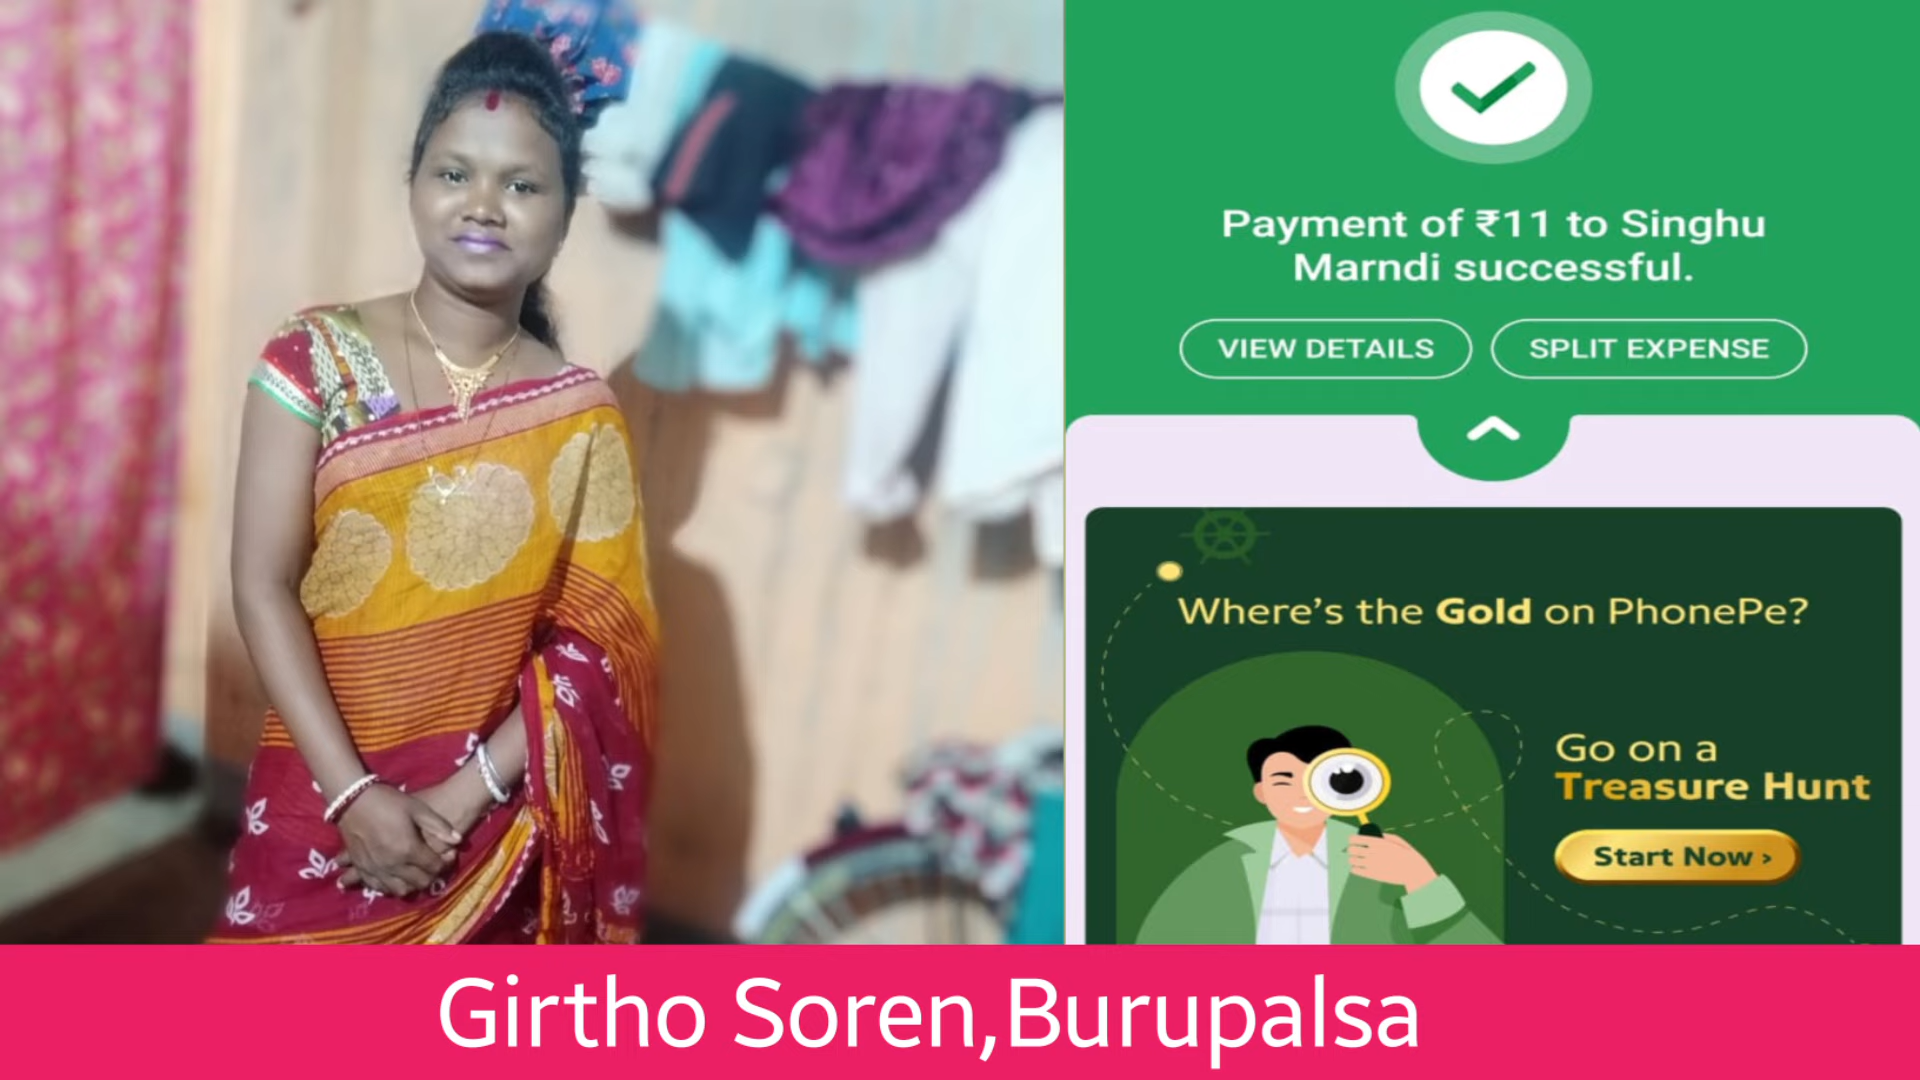 Payment of ₹11 to Singhu
Marndi successful.
VIEW DETAILS
SPLIT EXPENSE
Where's the Gold on PhonePe?
Go on a
Treasure Hunt
Start Now ›
Girtho Soren,Burupalsa